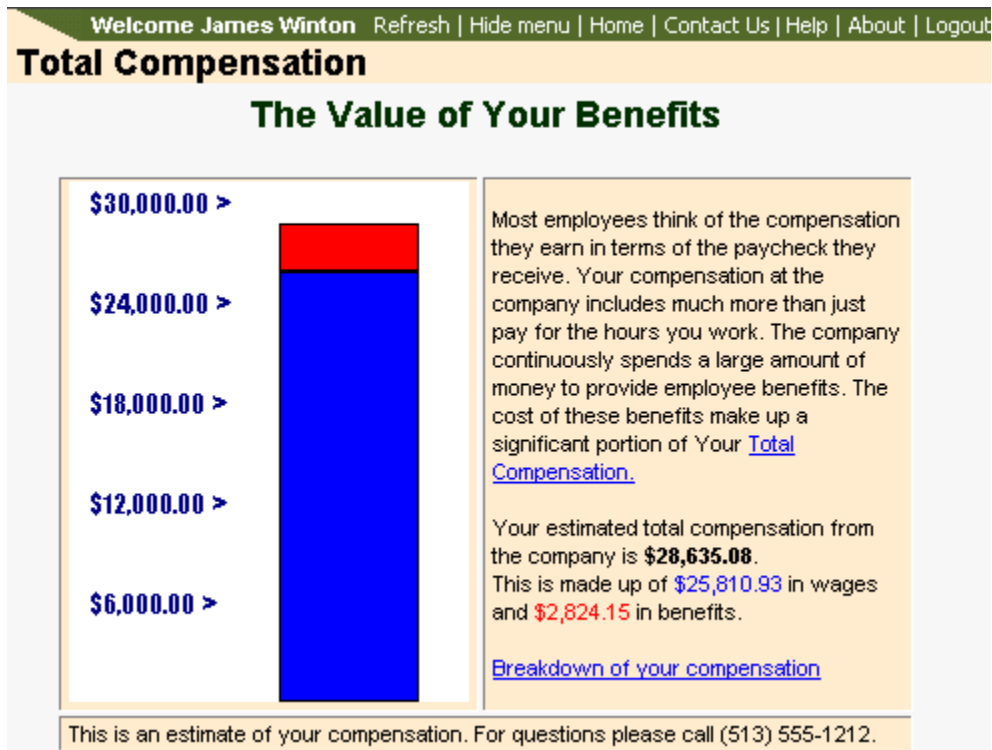 Welcome James Winton Refresh | Hide menu | Home | Contact Us | Help | About | Logout
Total Compensation
The Value of Your Benefits
$30,000.00 >
$24,000.00 >
$18,000.00 >
$12,000.00 >
$6,000.00 >
Most employees think of the compensation
they earn in terms of the paycheck they
receive. Your compensation at the
company includes much more than just
pay for the hours you work. The company
continuously spends a large amount of
money to provide employee benefits. The
cost of these benefits make up a
significant portion of Your Total
Compensation.
Your estimated total compensation from
the company is $28,635.08.
This is made up of $25,810.93 in wages
and $2,824.15 in benefits.
Breakdown of your compensation
This is an estimate of your compensation. For questions please call (513) 555-1212.